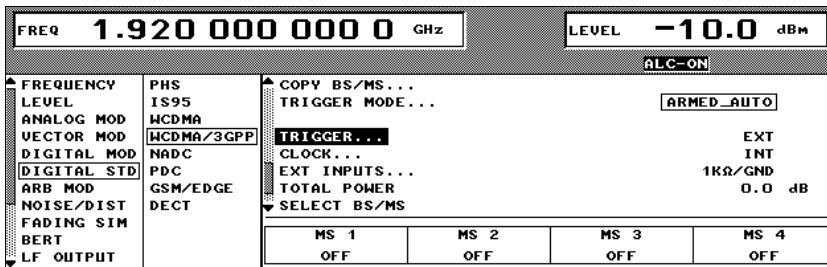 FREQ 1.920 000 000 0 GHz
LEVEL -10.0 dBm
ALC-ON
FREQUENCY
LEVEL
ANALOG MOD
VECTOR MOD
DIGITAL MOD
DIGITAL STD
ARB MOD
NOISE/DIST
FADING SIM
BERT
LF OUTPUT
PHS
IS95
WCDMA
WCDMA/3GPP
NADC
PDC
GSM/EDGE
DECT
COPY BS/MS...
TRIGGER MODE... ARMED_AUTO
TRIGGER... EXT
CLOCK... INT
EXT INPUTS... 1KΩ/GND
TOTAL POWER 0.0 dB
SELECT BS/MS
MS 1 MS 2 MS 3 MS 4
OFF OFF OFF OFF